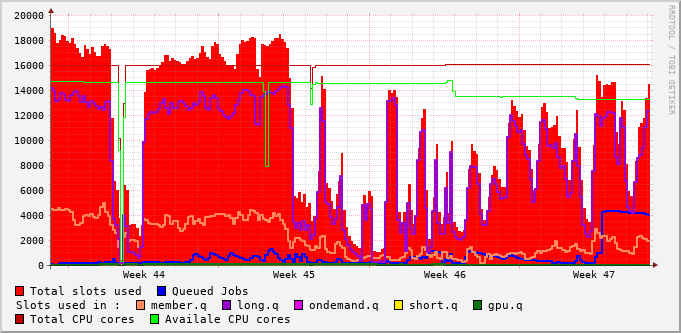 20000
18000
16000
14000
12000
10000
8000
6000
4000
2000
0
Week 44 Week 45 Week 46 Week 47
RRDTOOL / TOBI OETIKER
Total slots used Queued Jobs
Slots used in : member.q long.q ondemand.q short.q gpu.q
Total CPU cores Availale CPU cores